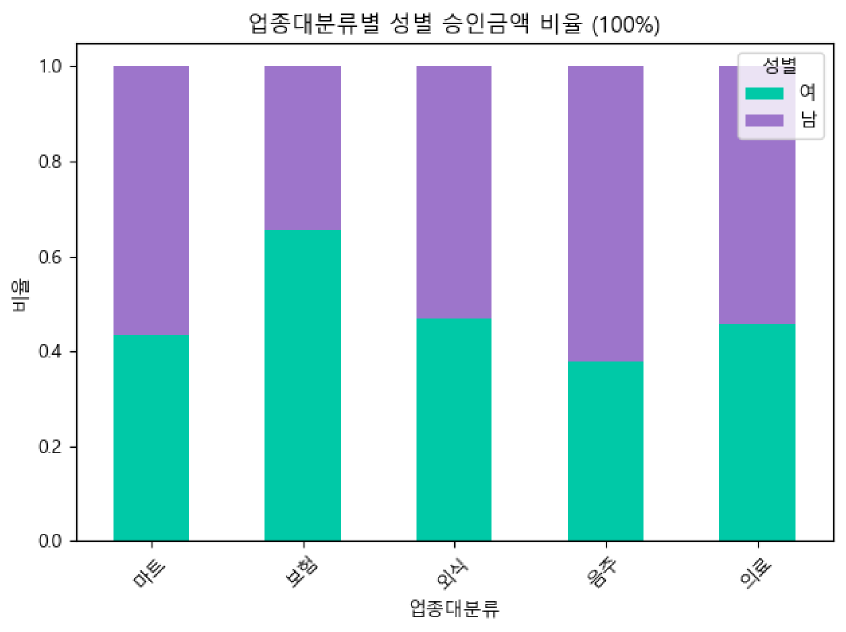 업종대분류별 성별 승인금액 비율 (100%)
성별
여
남
1.0
0.8
0.6
0.4
0.2
0.0
비율
마트
보험
외식
음주
의료
업종대분류